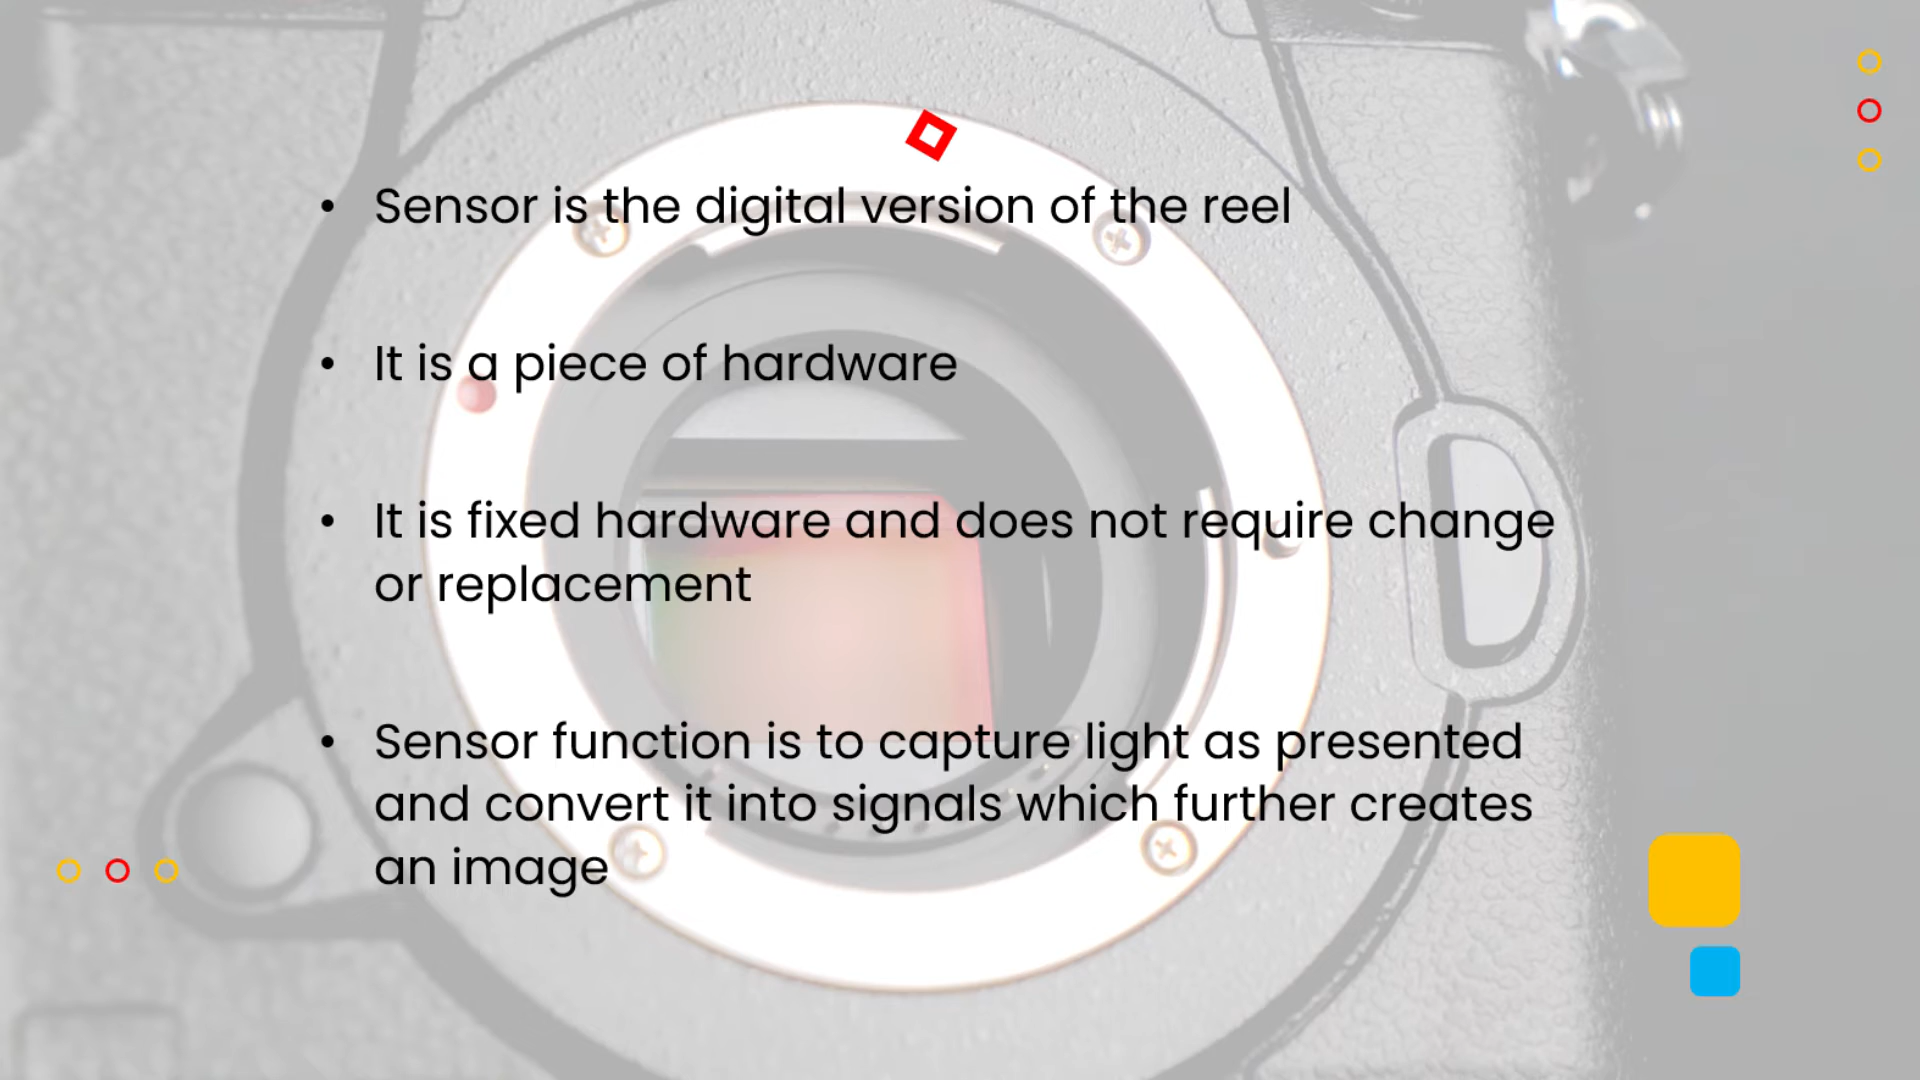 • Sensor is the digital version of the reel
• It is a piece of hardware
• It is fixed hardware and does not require change
or replacement
• Sensor function is to capture light as presented
and convert it into signals which further creates
an image